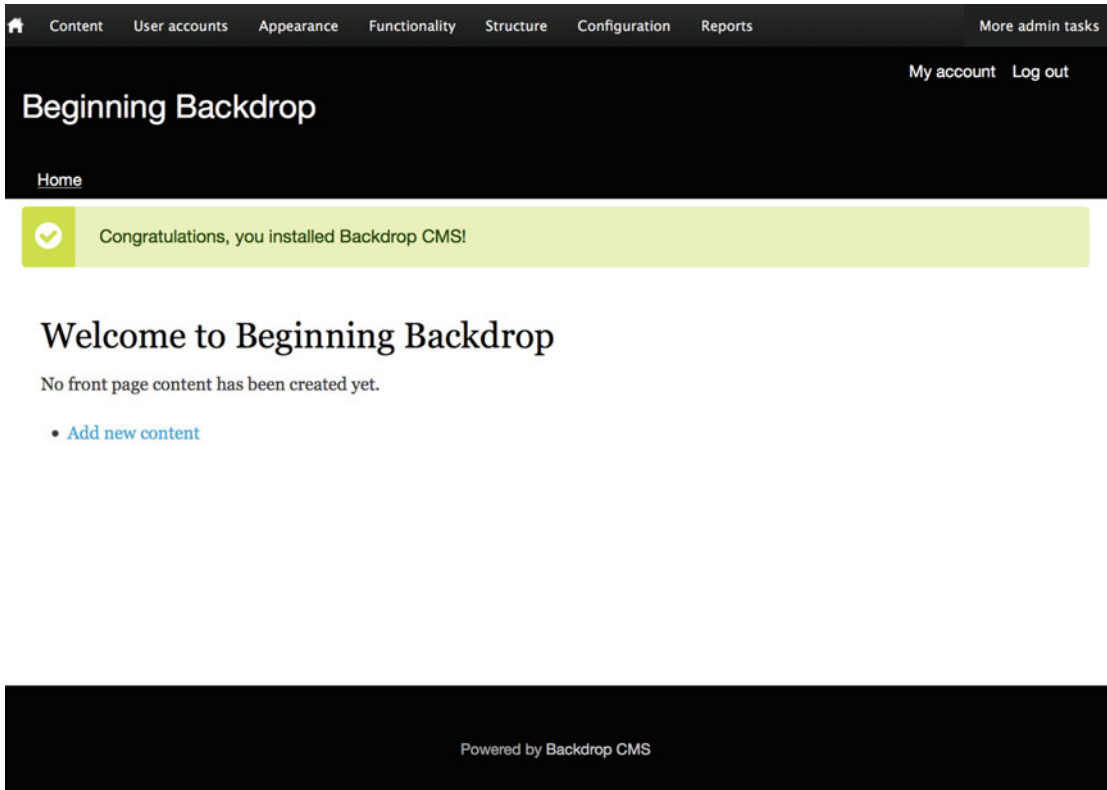 Content User accounts Appearance Functionality Structure Configuration Reports More admin tasks
My account Log out
Beginning Backdrop
Home
Congratulations, you installed Backdrop CMS!
Welcome to Beginning Backdrop
No front page content has been created yet.
• Add new content
Powered by Backdrop CMS